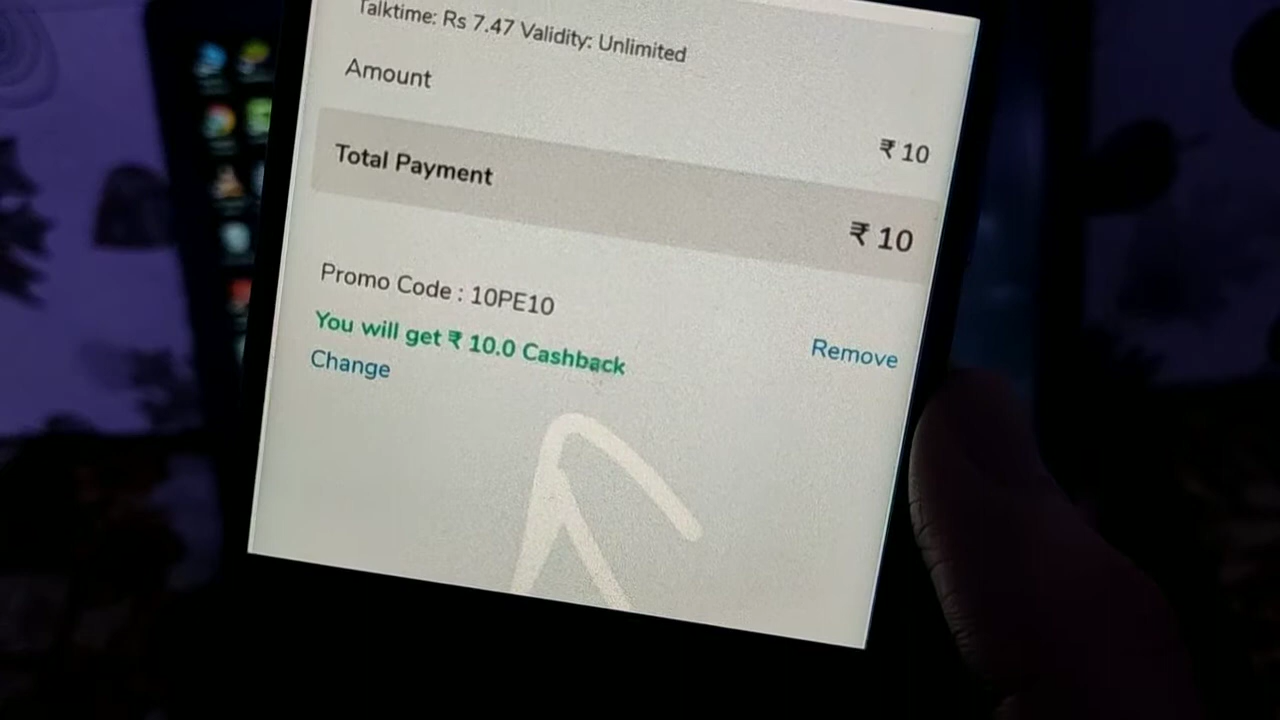 Talktime: Rs 7.47 Validity: Unlimited
Amount
₹ 10
Total Payment
₹ 10
Promo Code : 10PE10
You will get ₹ 10.0 Cashback
Remove
Change